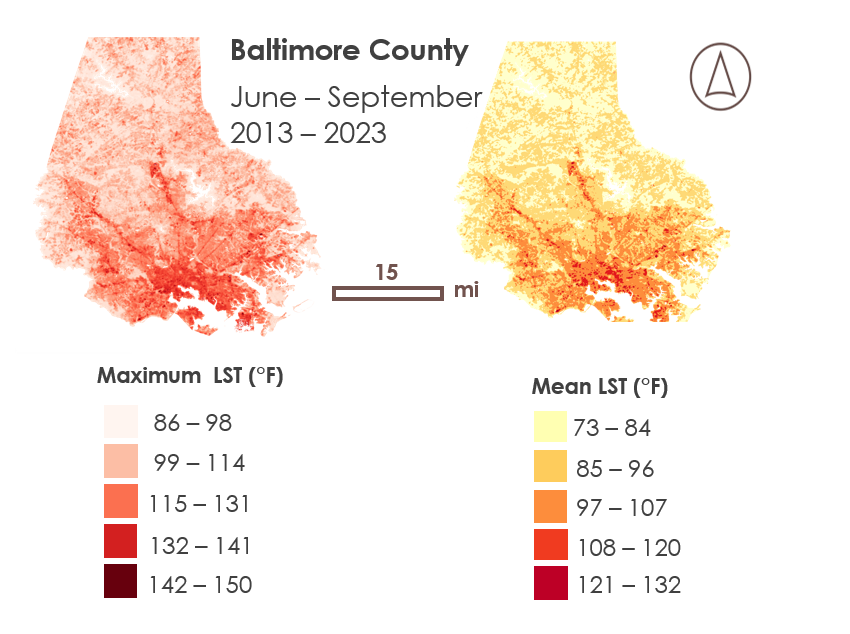 Baltimore County
June – September
2013 – 2023
15
mi
Maximum LST (°F)
86 – 98
99 – 114
115 – 131
132 – 141
142 – 150
Mean LST (°F)
73 – 84
85 – 96
97 – 107
108 – 120
121 – 132